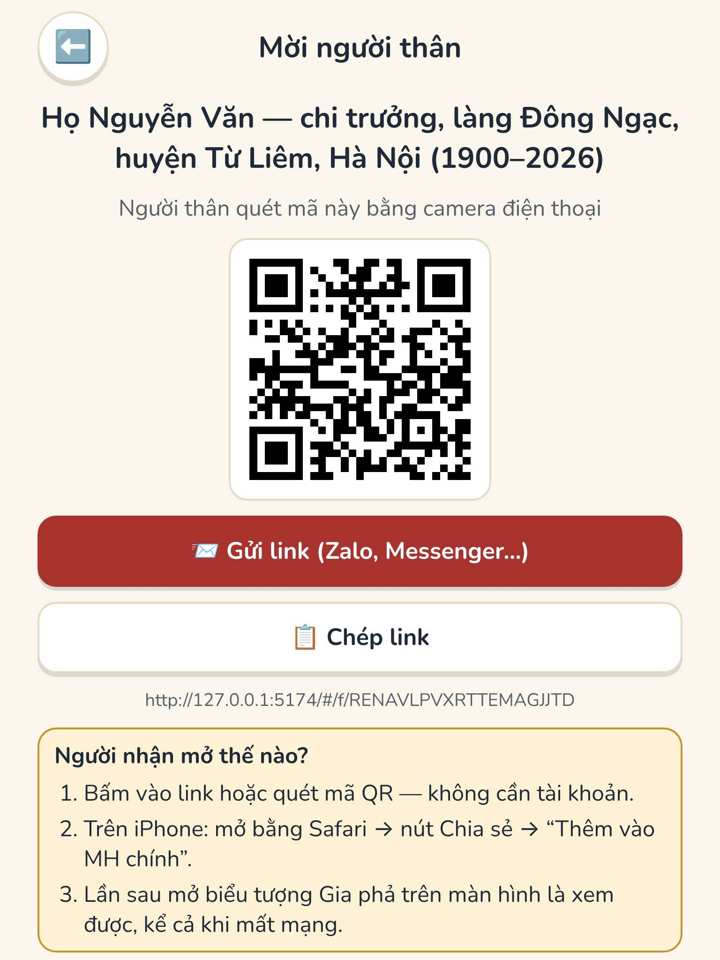 Mời người thân
Họ Nguyễn Văn — chi trưởng, làng Đông Ngạc,
huyện Từ Liêm, Hà Nội (1900–2026)
Người thân quét mã này bằng camera điện thoại
Gửi link (Zalo, Messenger...)
Chép link
http://127.0.0.1:5174/#/f/RENAVLPVXRTTEMAGJJTD
Người nhận mở thế nào?
1. Bấm vào link hoặc quét mã QR — không cần tài khoản.
2. Trên iPhone: mở bằng Safari → nút Chia sẻ → “Thêm vào
MH chính”.
3. Lần sau mở biểu tượng Gia phả trên màn hình là xem
được, kể cả khi mất mạng.